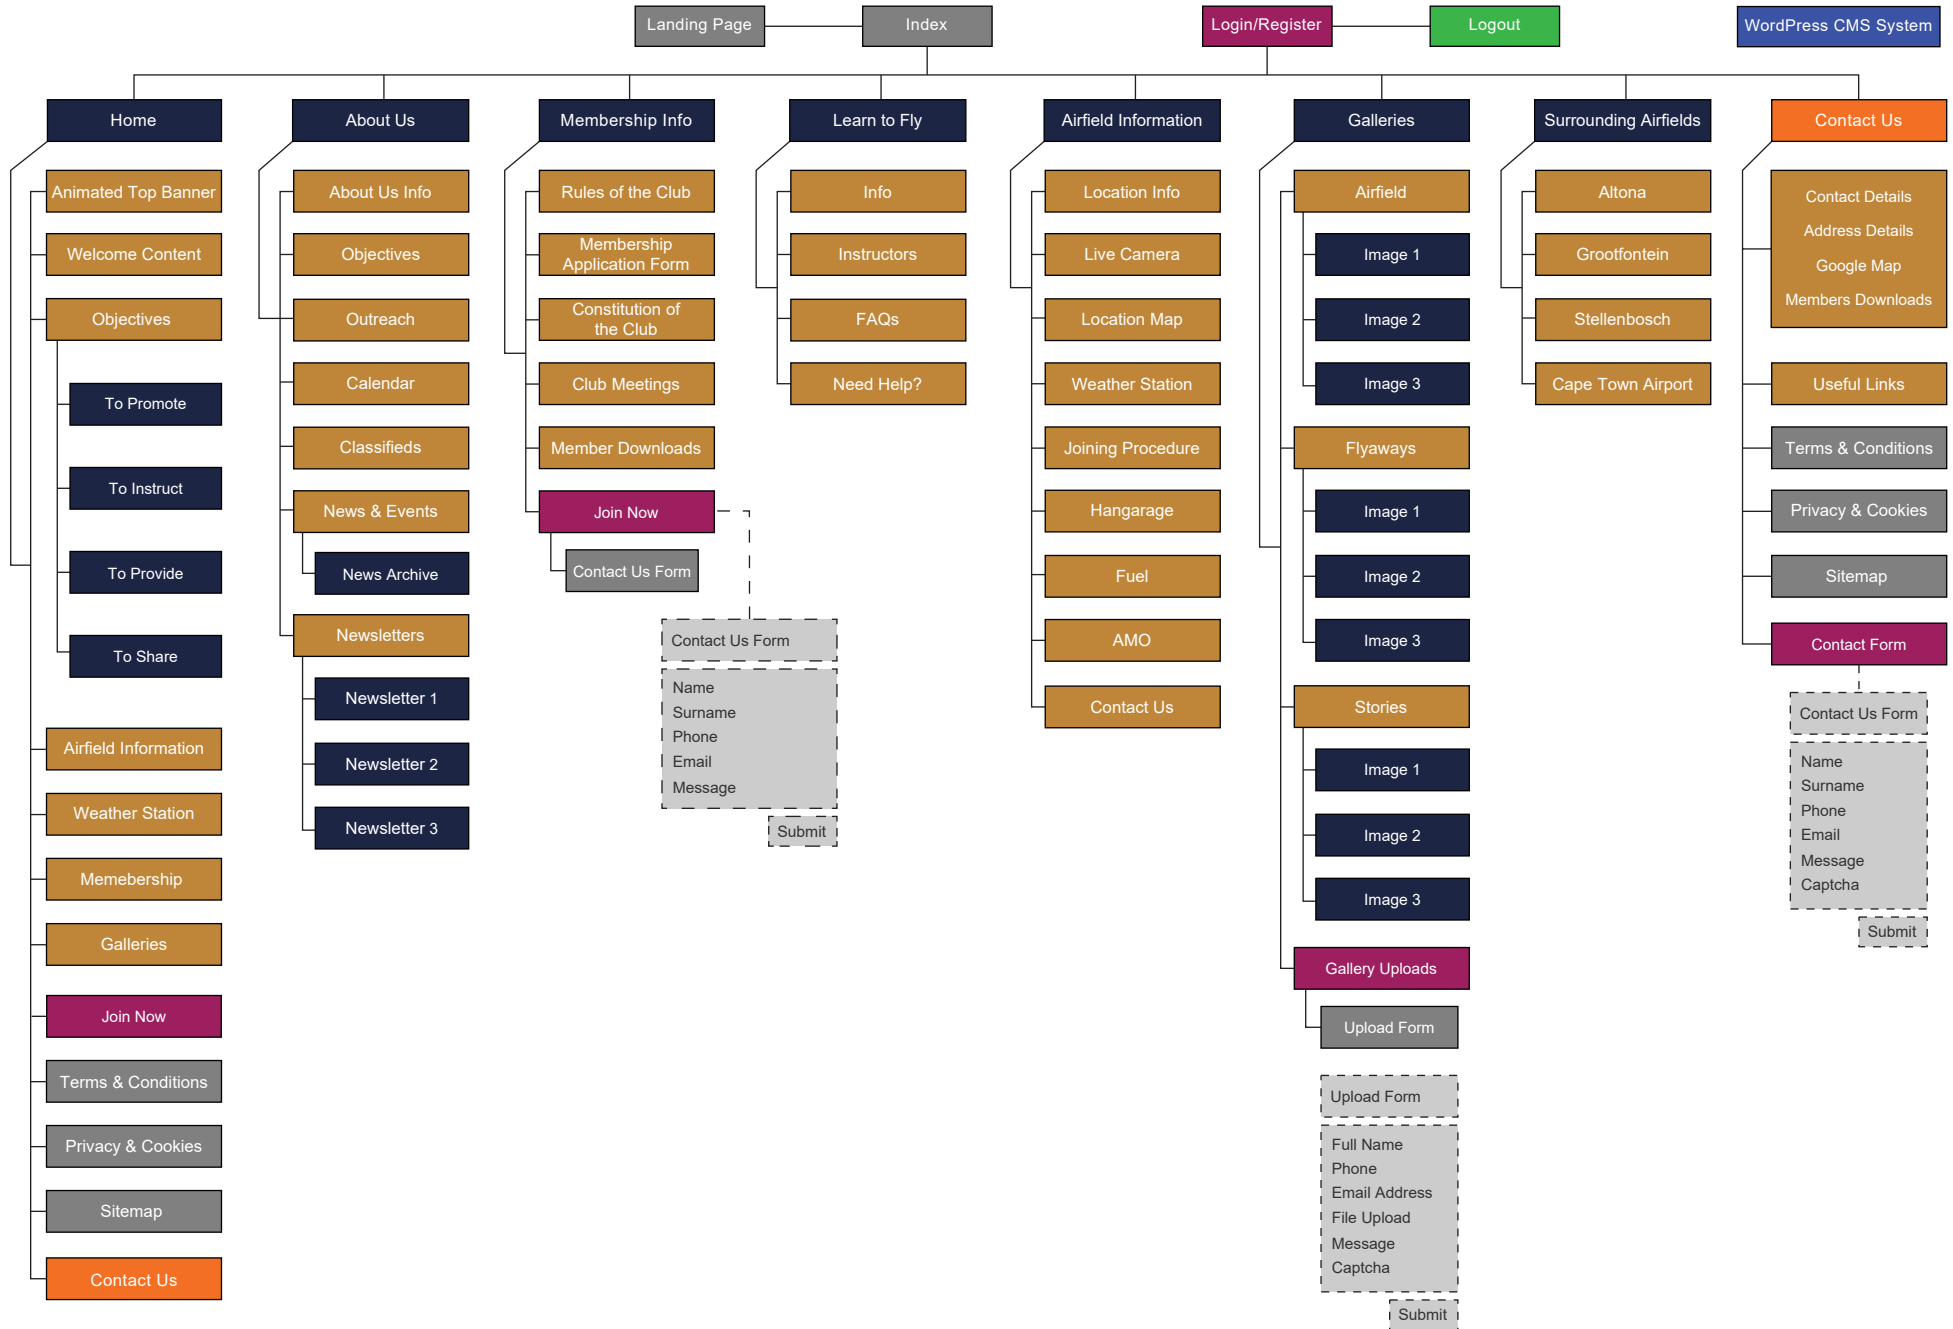 Landing Page
Index
Login/Register
Logout
WordPress CMS System
Home
About Us
Membership Info
Learn to Fly
Airfield Information
Galleries
Surrounding Airfields
Contact Us
Animated Top Banner
Welcome Content
Objectives
To Promote
To Instruct
To Provide
To Share
Airfield Information
Weather Station
Memebership
Galleries
Join Now
Terms & Conditions
Privacy & Cookies
Sitemap
Contact Us
About Us Info
Objectives
Outreach
Calendar
Classifieds
News & Events
News Archive
Newsletters
Newsletter 1
Newsletter 2
Newsletter 3
Rules of the Club
Membership
Application Form
Constitution of
the Club
Club Meetings
Member Downloads
Join Now
Contact Us Form
Contact Us Form
Name
Surname
Phone
Email
Message
Submit
Info
Instructors
FAQs
Need Help?
Location Info
Live Camera
Location Map
Weather Station
Joining Procedure
Hangarage
Fuel
AMO
Contact Us
Airfield
Image 1
Image 2
Image 3
Flyaways
Image 1
Image 2
Image 3
Stories
Image 1
Image 2
Image 3
Gallery Uploads
Upload Form
Upload Form
Full Name
Phone
Email Address
File Upload
Message
Captcha
Submit
Altona
Grootfontein
Stellenbosch
Cape Town Airport
Contact Details
Address Details
Google Map
Members Downloads
Useful Links
Terms & Conditions
Privacy & Cookies
Sitemap
Contact Form
Contact Us Form
Name
Surname
Phone
Email
Message
Captcha
Submit